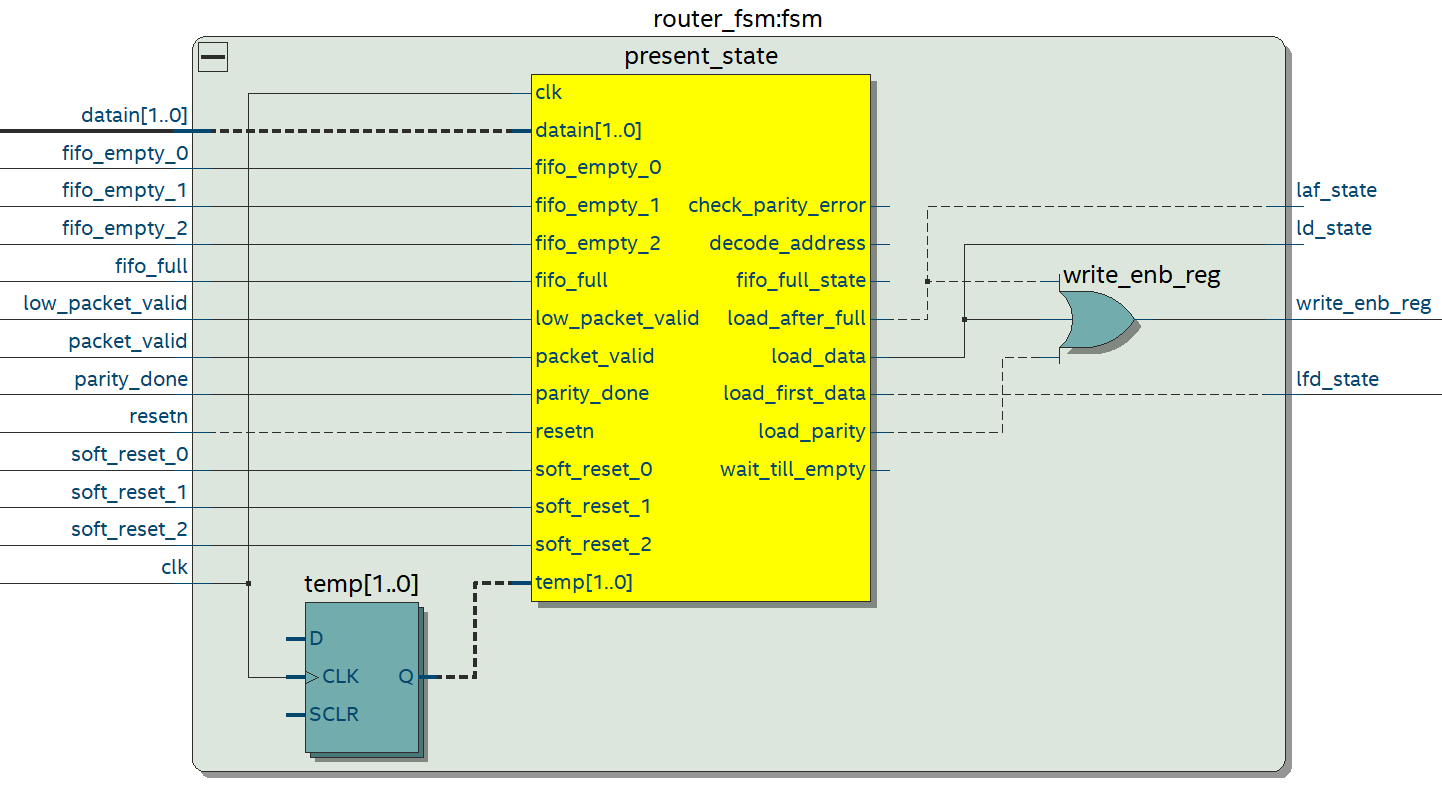 router_fsm:fsm
present_state
datain[1..0]
fifo_empty_0
fifo_empty_1
fifo_empty_2
fifo_full
low_packet_valid
packet_valid
parity_done
resetn
soft_reset_0
soft_reset_1
soft_reset_2
clk
clk
datain[1..0]
fifo_empty_0
fifo_empty_1
fifo_empty_2
fifo_full
low_packet_valid
packet_valid
parity_done
resetn
soft_reset_0
soft_reset_1
soft_reset_2
temp[1..0]
check_parity_error
decode_address
fifo_full_state
load_after_full
load_data
load_first_data
load_parity
wait_till_empty
temp[1..0]
D
CLK
Q
SCLR
write_enb_reg
laf_state
ld_state
write_enb_reg
lfd_state